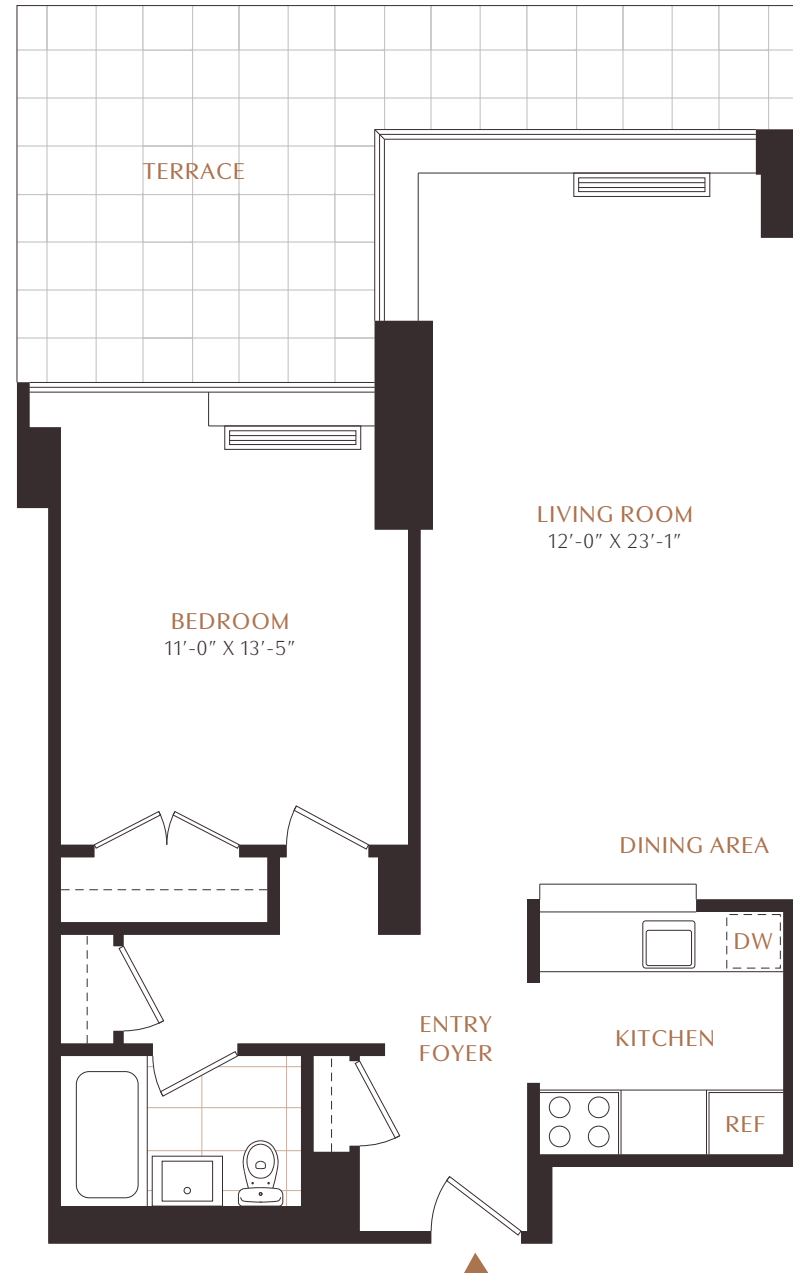 TERRACE
LIVING ROOM
12′-0″ X 23′-1″
BEDROOM
11′-0″ X 13′-5″
DINING AREA
DW
ENTRY
FOYER
KITCHEN
REF